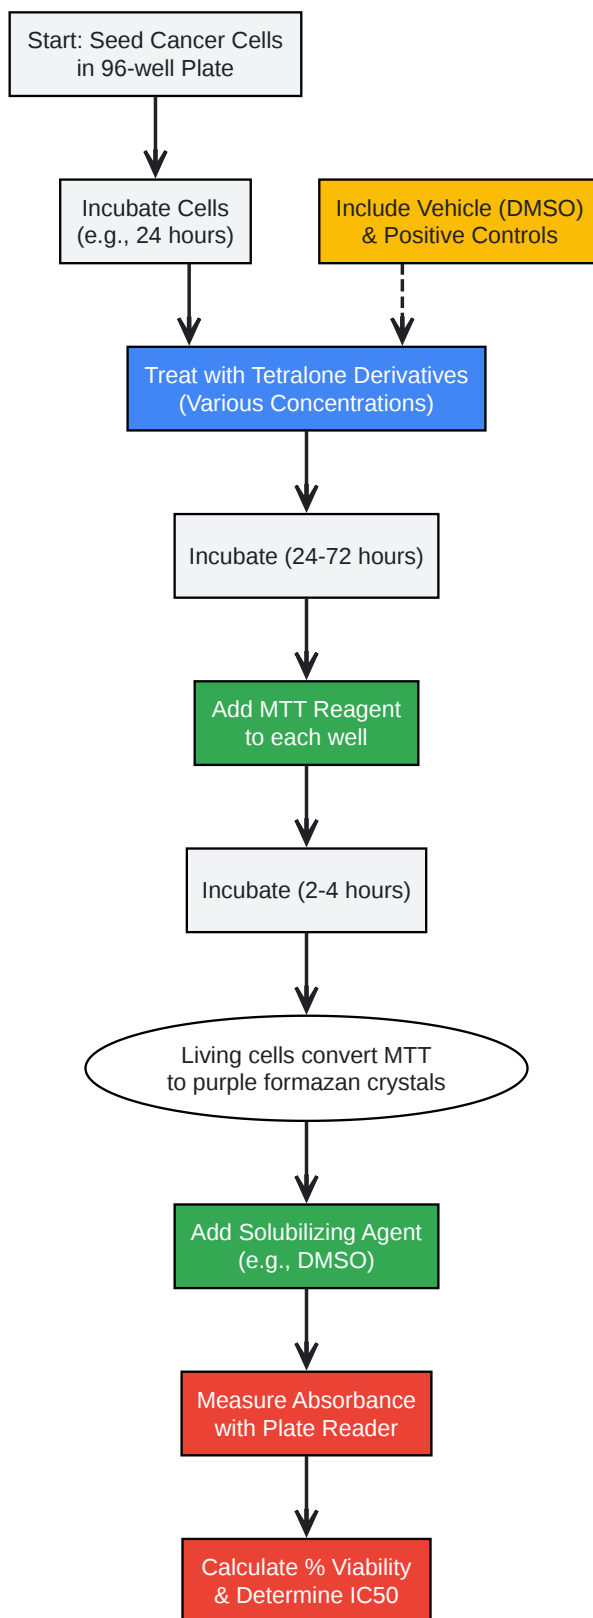 Start: Seed Cancer Cells
in 96-well Plate
Incubate Cells
(e.g., 24 hours)
Include Vehicle (DMSO)
& Positive Controls
Treat with Tetralone Derivatives
(Various Concentrations)
Incubate (24-72 hours)
Add MTT Reagent
to each well
Incubate (2-4 hours)
Living cells convert MTT
to purple formazan crystals
Add Solubilizing Agent
(e.g., DMSO)
Measure Absorbance
with Plate Reader
Calculate % Viability
& Determine IC50